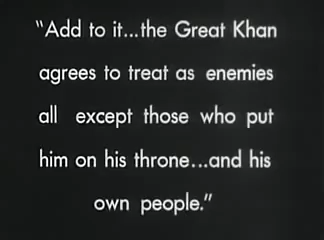 "Add to it...the Great Khan
agrees to treat as enemies
all except those who put
him on his throne...and his
own people."